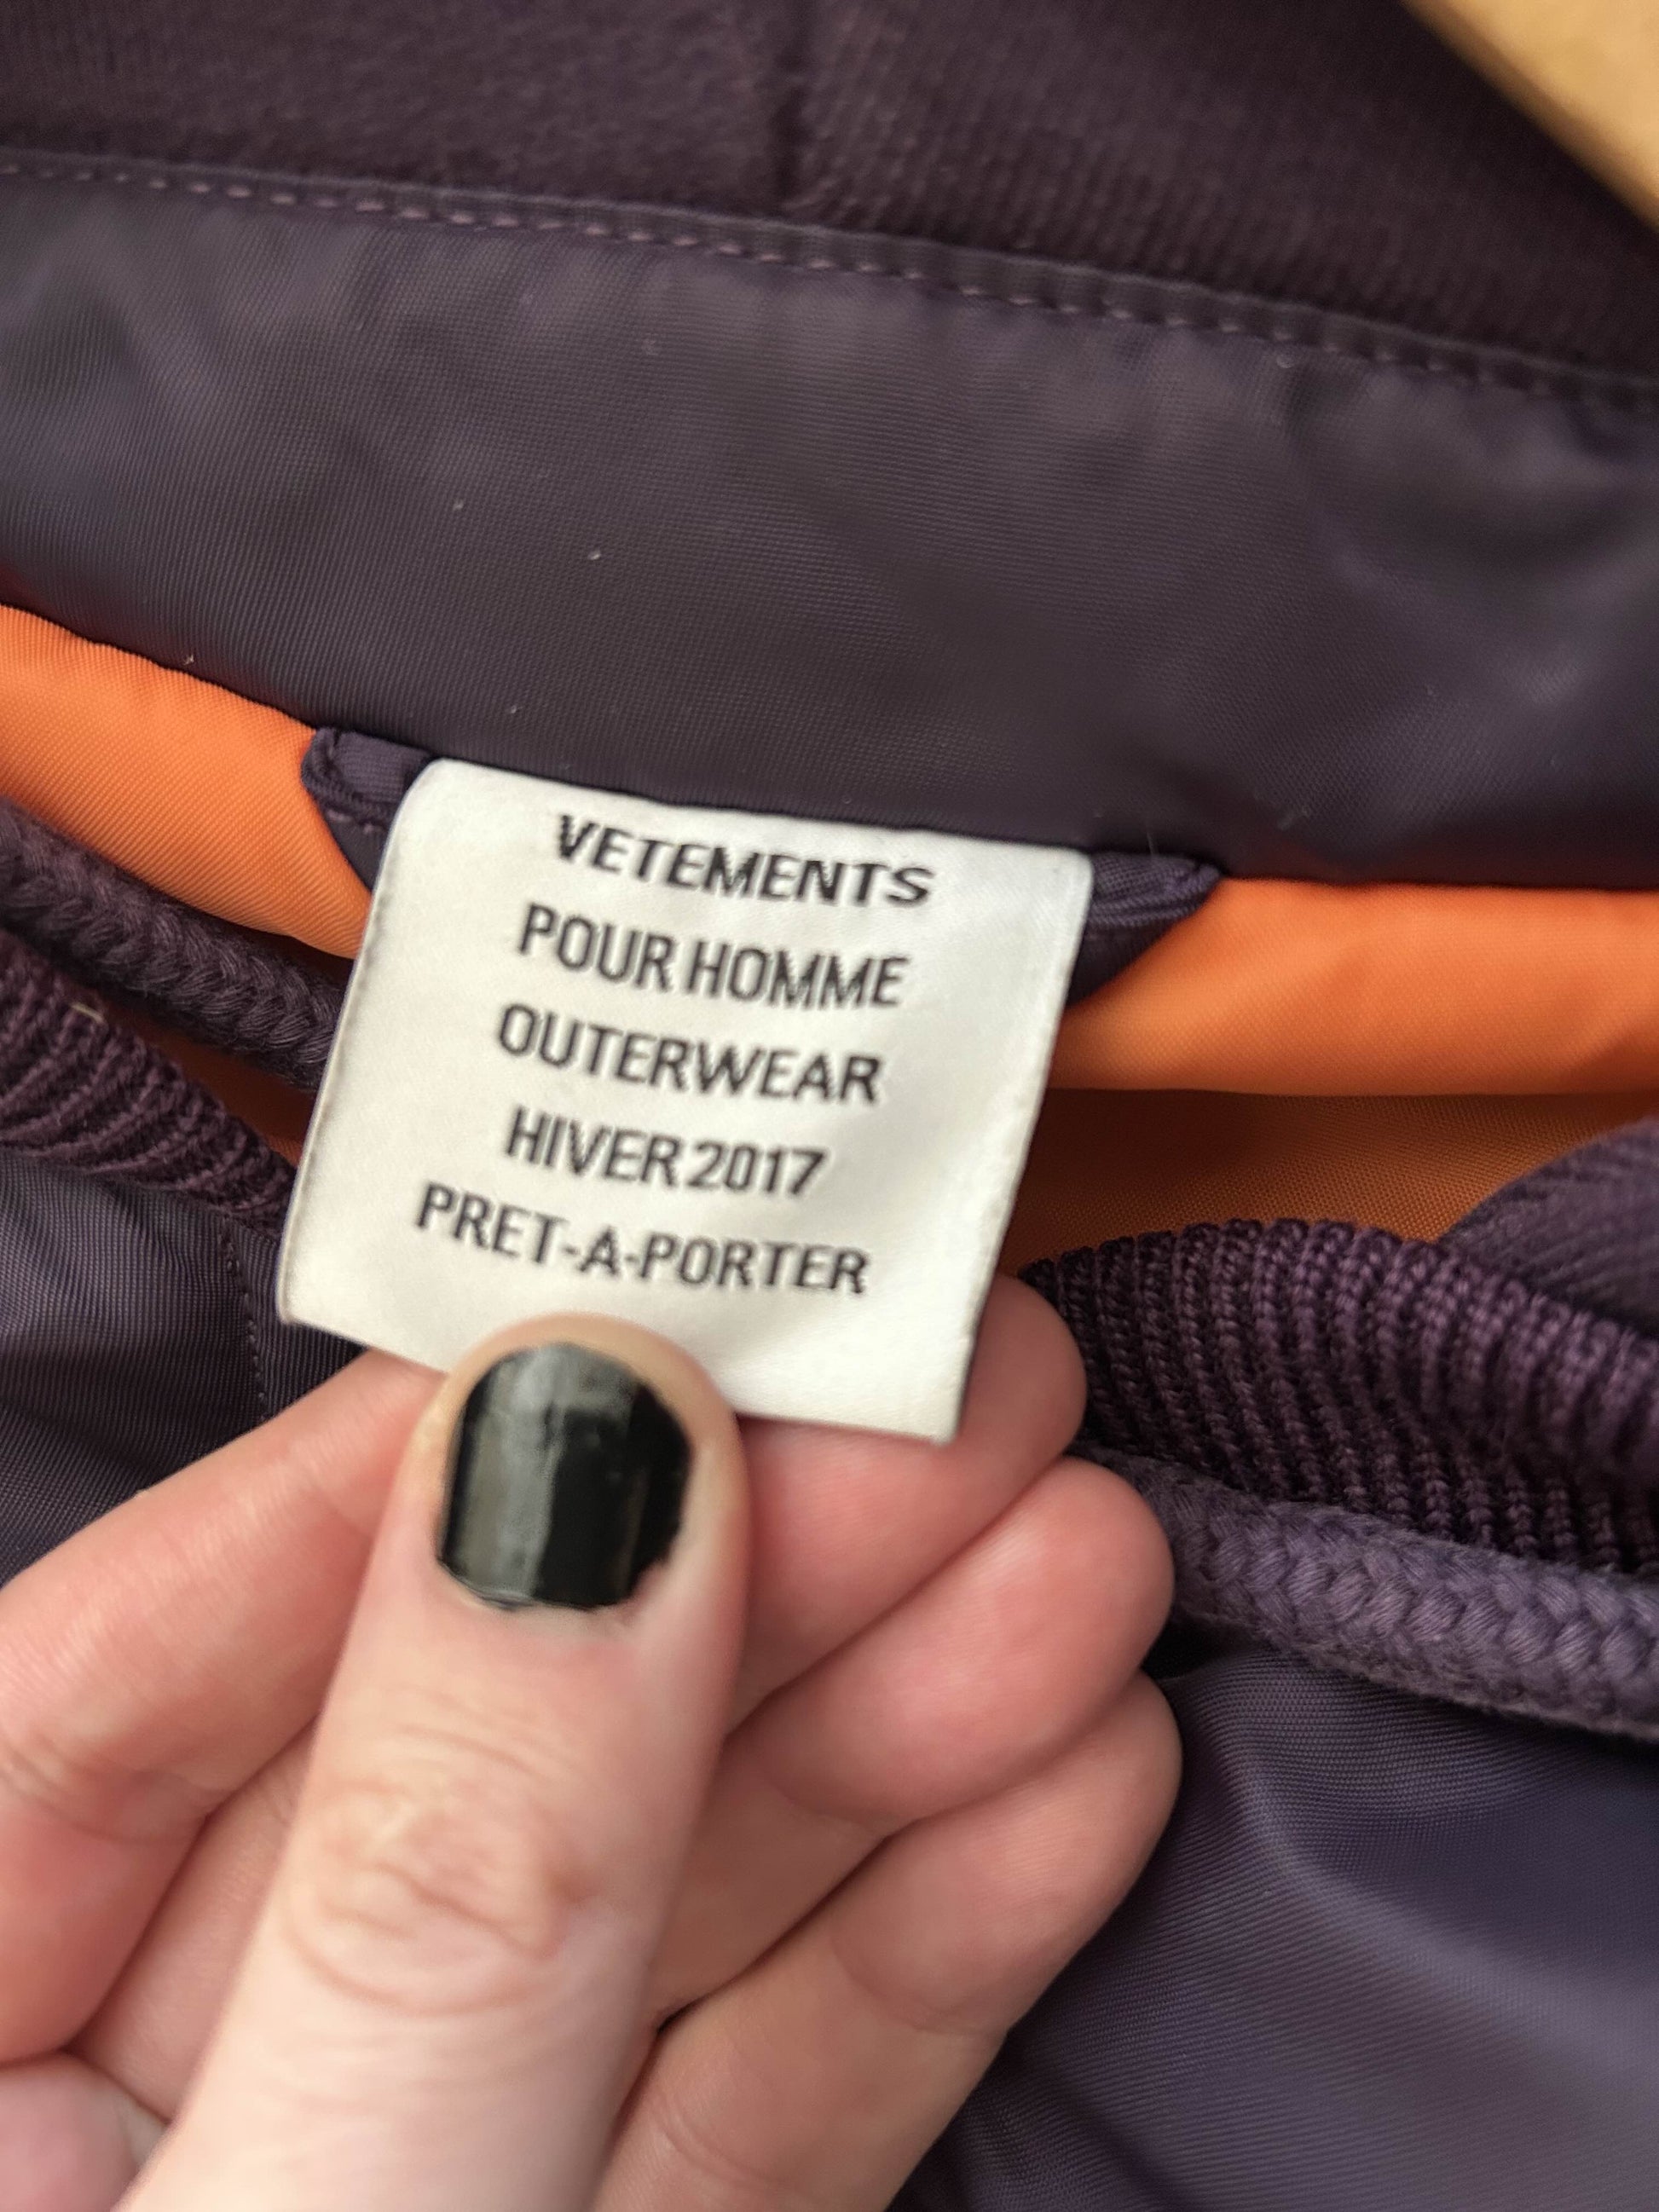 VETEMENTS
POUR HOMME
OUTERWEAR
HIVER 2017
PRET-A-PORTER